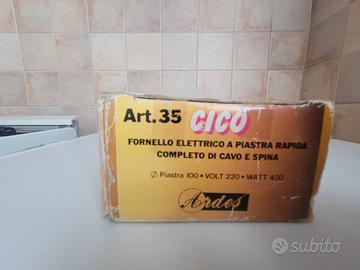 Art.35 CICO
FORNELLO ELETTRICO A PIASTRA RAPIDA
COMPLETO DI CAVO E SPINA
Ø Piastra 100 • VOLT 220 • WATT 450
Ardes
subito